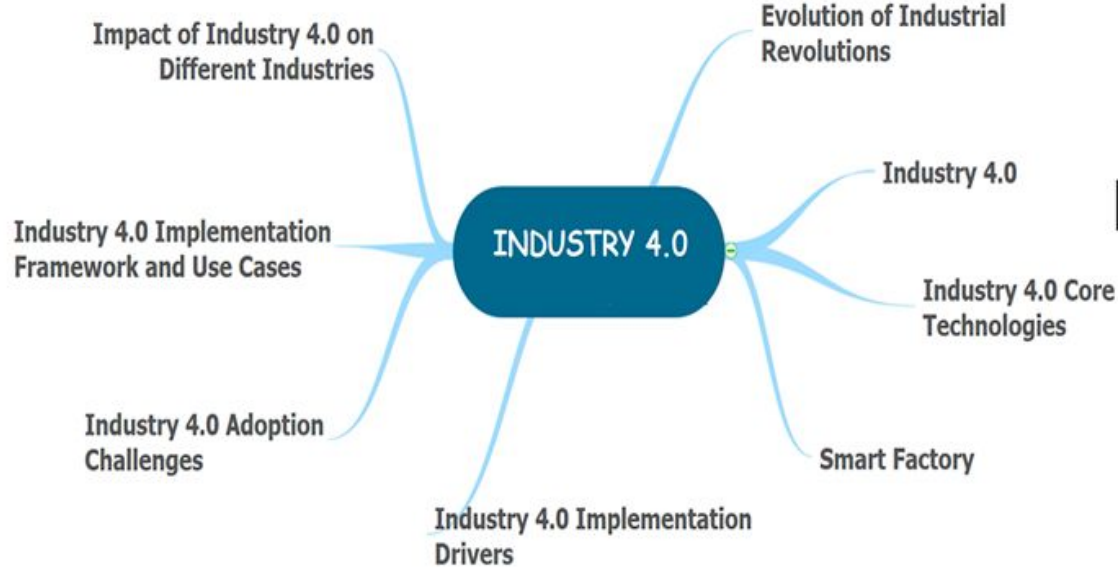 Impact of Industry 4.0 on
Different Industries
Evolution of Industrial
Revolutions
Industry 4.0
INDUSTRY 4.0
Industry 4.0 Implementation
Framework and Use Cases
Industry 4.0 Core
Technologies
Industry 4.0 Adoption
Challenges
Smart Factory
Industry 4.0 Implementation
Drivers